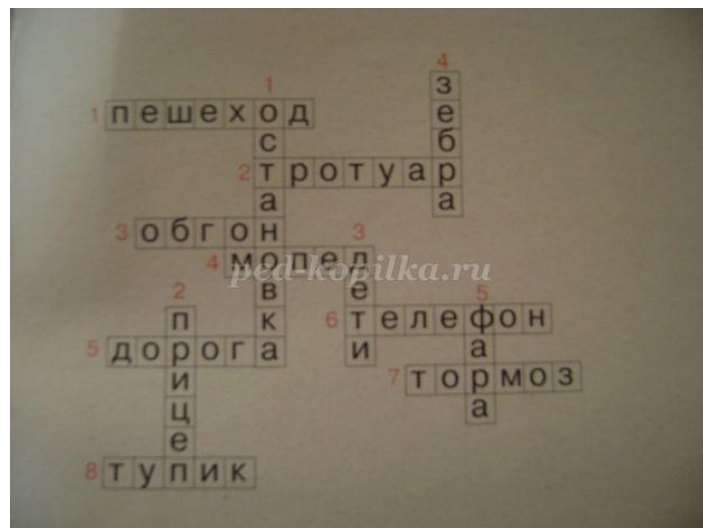 4
1 з
1 пешеход е
с б
2 тротуар
а а
3 обгон 3
4 мопед
ped-kopilka.ru
2 в е 5
п к 6 телефон
5 дорога и а
и 7 тормоз
ц а
е
8 тупик